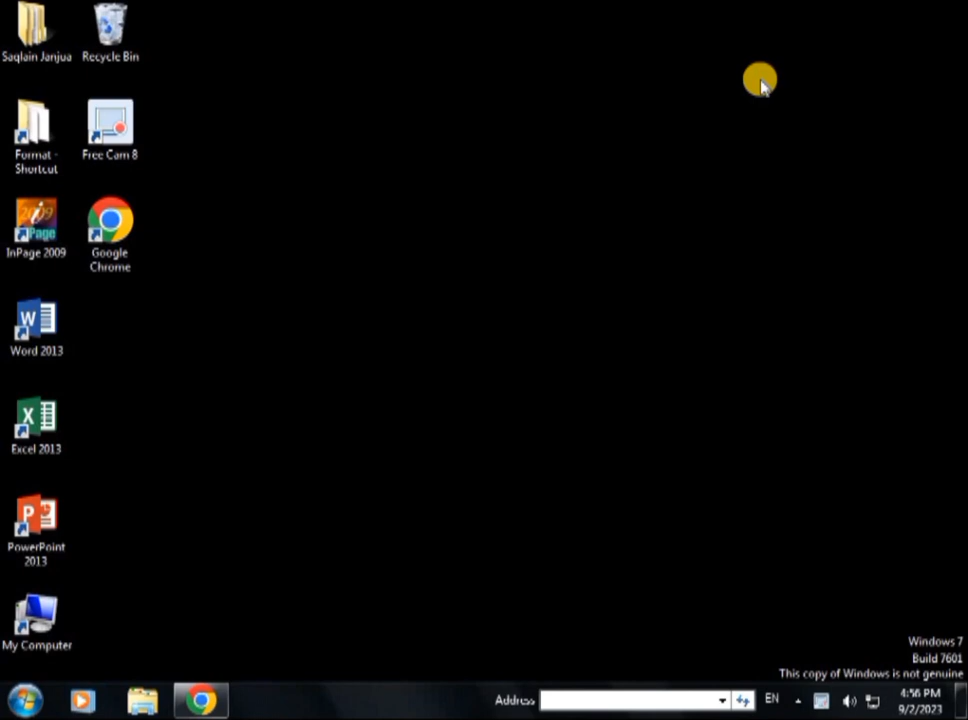 Saqlain Janjua
Recycle Bin
Format -
Shortcut
Free Cam 8
2009
Page
InPage 2009
Google
Chrome
W
Word 2013
X
Excel 2013
P
PowerPoint
2013
My Computer
Windows 7
Build 7601
This copy of Windows is not genuine
Address
EN
4:56 PM
9/2/2023